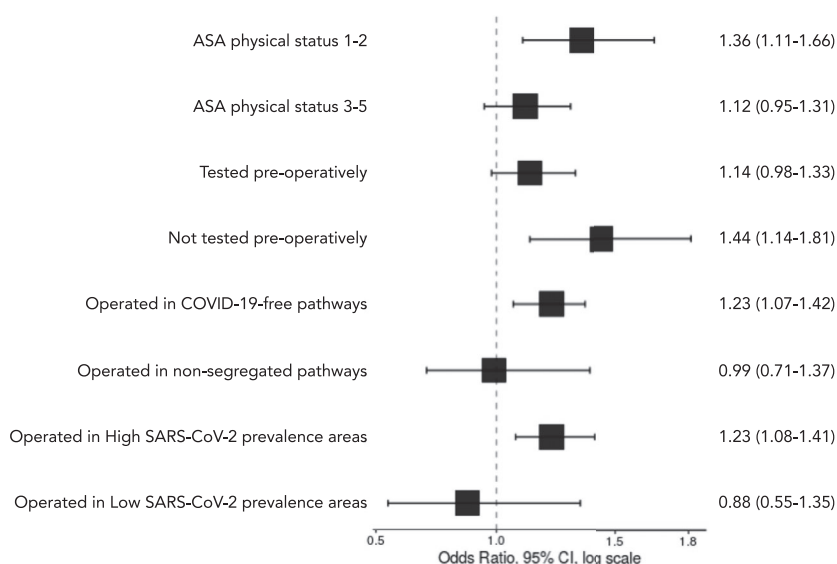 ASA physical status 1-2 1.36 (1.11-1.66)
ASA physical status 3-5 1.12 (0.95-1.31)
Tested pre-operatively 1.14 (0.98-1.33)
Not tested pre-operatively 1.44 (1.14-1.81)
Operated in COVID-19-free pathways 1.23 (1.07-1.42)
Operated in non-segregated pathways 0.99 (0.71-1.37)
Operated in High SARS-CoV-2 prevalence areas 1.23 (1.08-1.41)
Operated in Low SARS-CoV-2 prevalence areas 0.88 (0.55-1.35)
0.5 1.0 1.5 1.8
Odds Ratio, 95% CI, log scale